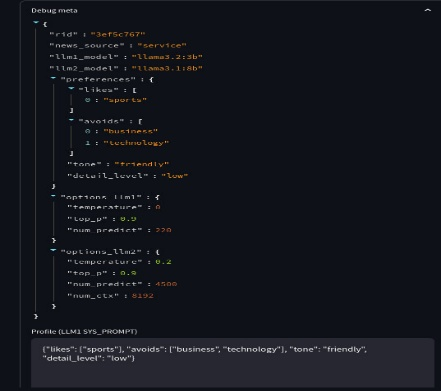 Debug meta
{
"rid" : "3ef5c767"
"news_source" : "service"
"llm1_model" : "llama3.2:3b"
"llm2_model" : "llama3.1:8b"
"preferences" : {
"likes" : [
0 : "sports"
]
"avoids" : [
0 : "business"
1 : "technology"
]
"tone" : "friendly"
"detail_level" : "low"
}
"options_llm1" : {
"temperature" : 0
"top_p" : 0.9
"num_predict" : 220
}
"options_llm2" : {
"temperature" : 0.2
"top_p" : 0.9
"num_predict" : 4500
"num_ctx" : 8192
}
}
Profile (LLM1 SYS_PROMPT)
{"likes": ["sports"], "avoids": ["business", "technology"], "tone": "friendly",
"detail_level": "low"}